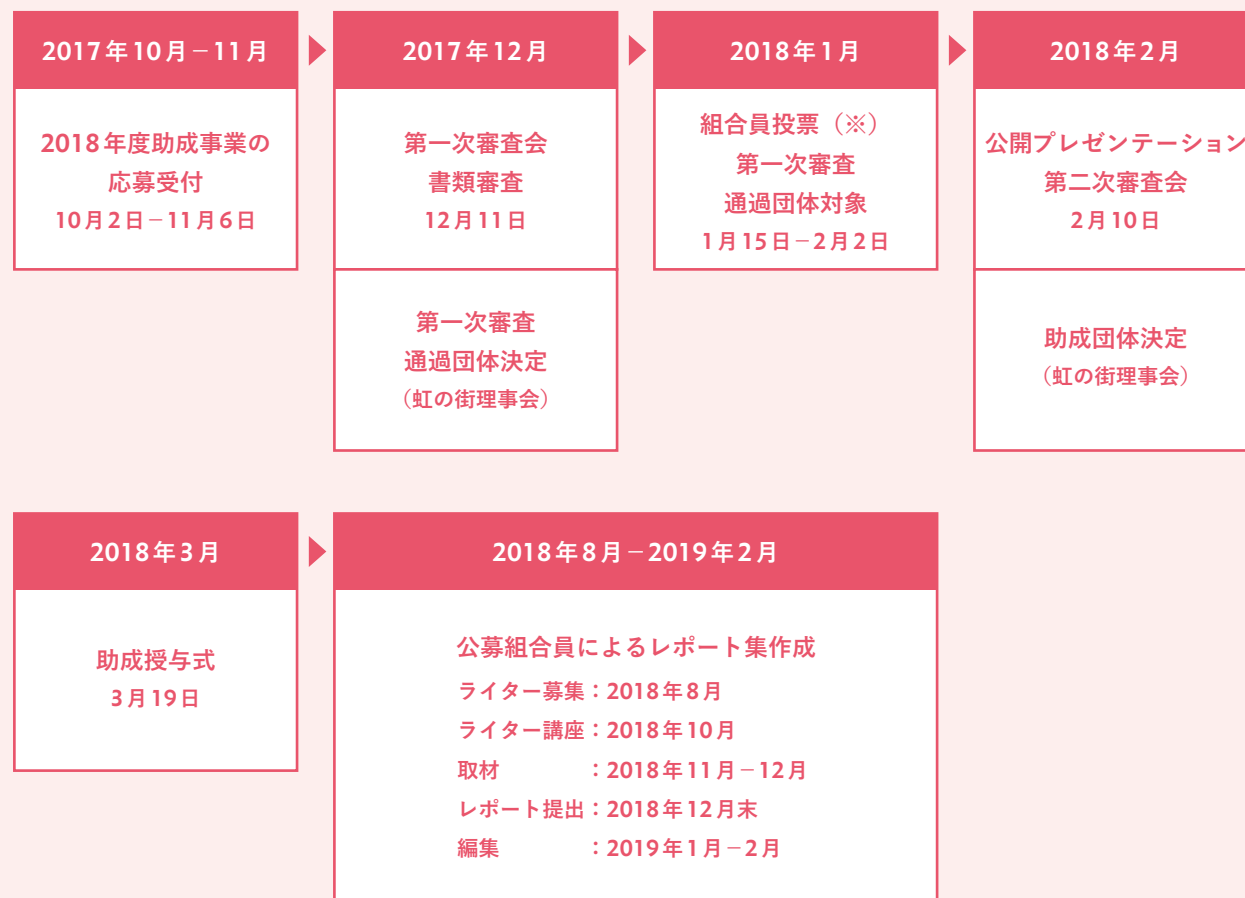 2017年10月－11月
2018年度助成事業の
応募受付
10月2日－11月6日
2017年12月
第一次審査会
書類審査
12月11日
第一次審査
通過団体決定
（虹の街理事会）
2018年1月
組合員投票（※）
第一次審査
通過団体対象
1月15日－2月2日
2018年2月
公開プレゼンテーション
第二次審査会
2月10日
助成団体決定
（虹の街理事会）
2018年3月
助成授与式
3月19日
2018年8月－2019年2月
公募組合員によるレポート集作成
ライター募集：2018年8月
ライター講座：2018年10月
取材　　　　：2018年11月－12月
レポート提出：2018年12月末
編集　　　　：2019年1月－2月